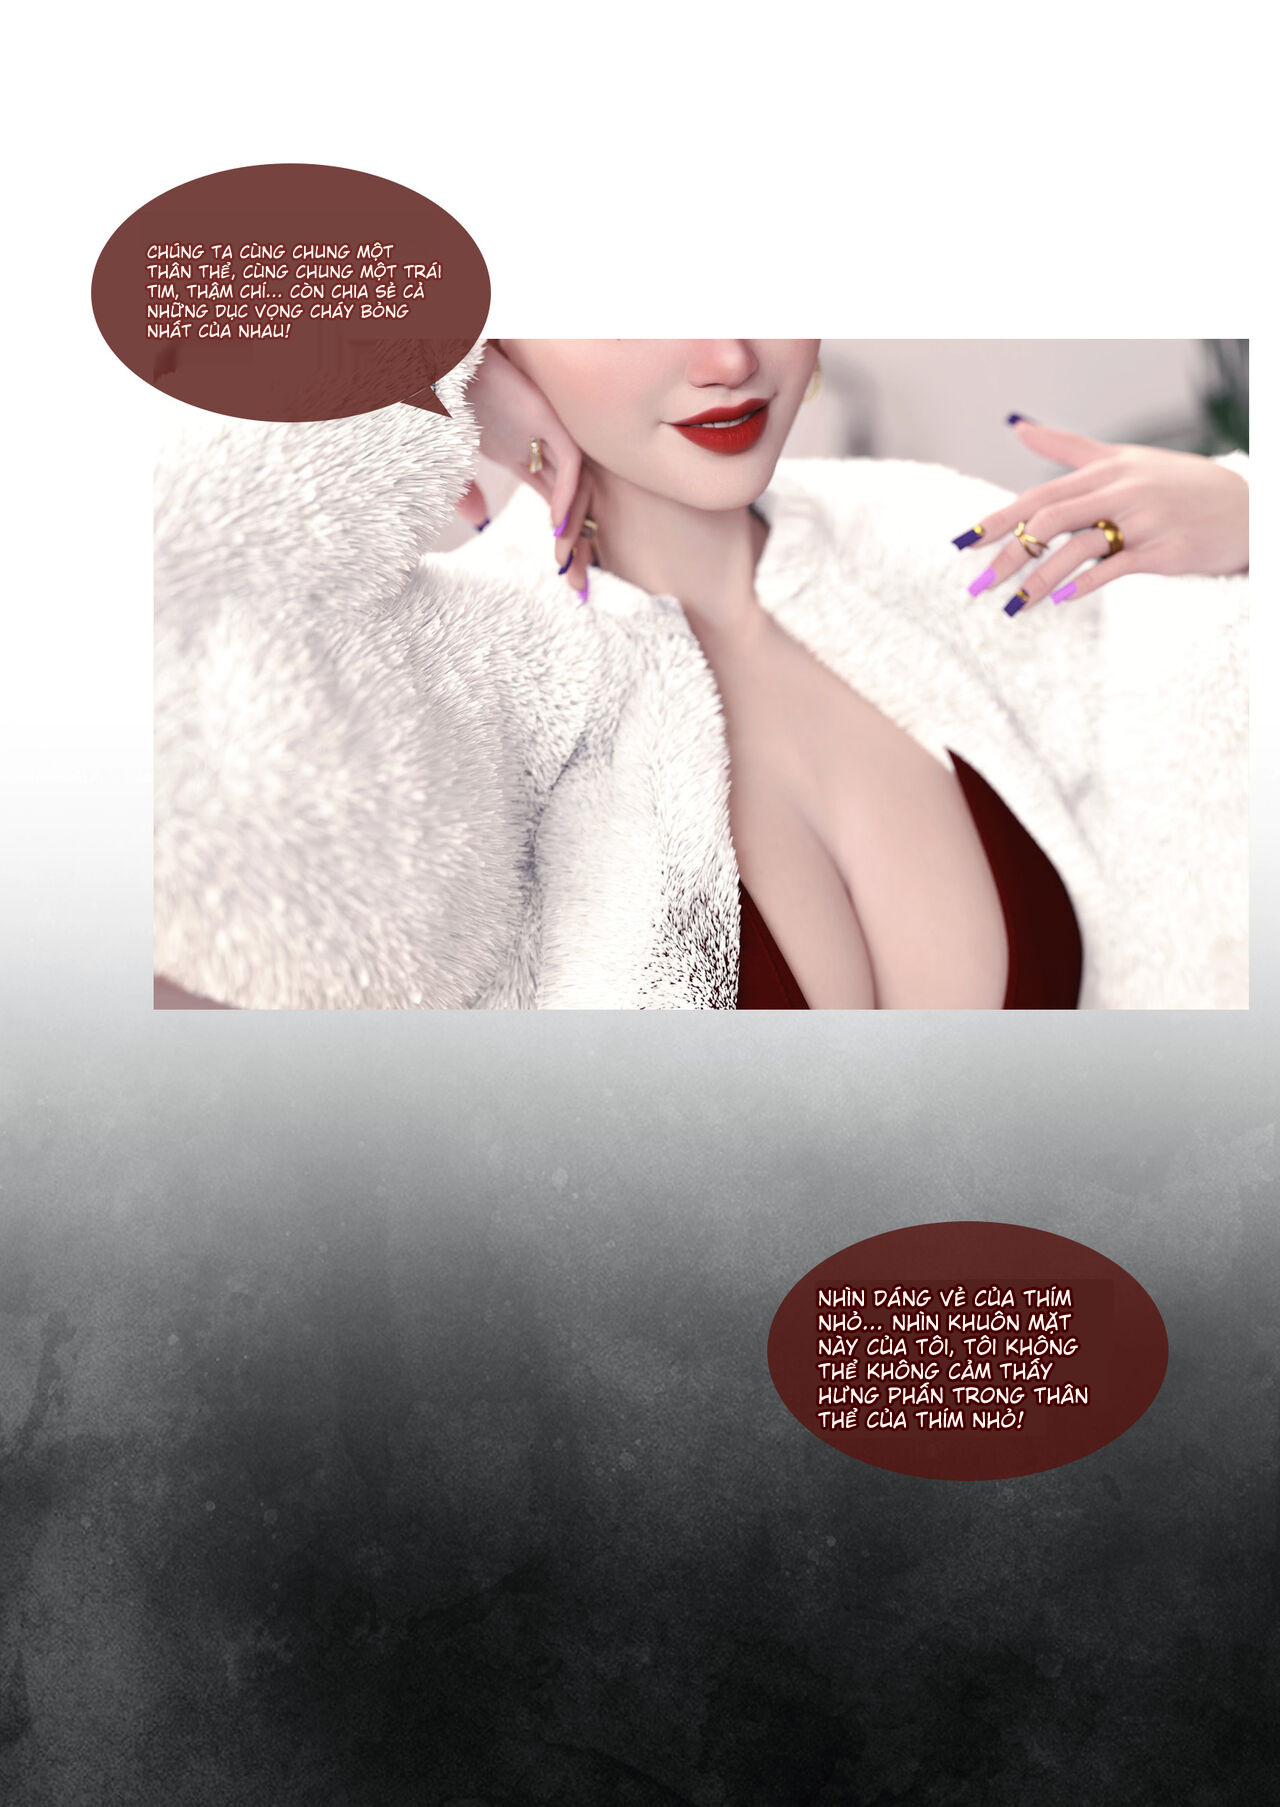 CHÚNG TA CÙNG CHUNG MỘT
THÂN THỂ, CÙNG CHUNG MỘT TRÁI
TIM, THẬM CHÍ... CÒN CHIA SẺ CẢ
NHỮNG DỤC VỌNG CHÁY BỎNG
NHẤT CỦA NHAU!
NHÌN DÁNG VẺ CỦA THÍM
NHỎ... NHÌN KHUÔN MẶT
NÀY CỦA TÔI, TÔI KHÔNG
THỂ KHÔNG CẢM THẤY
HƯNG PHẤN TRONG THÂN
THỂ CỦA THÍM NHỎ!